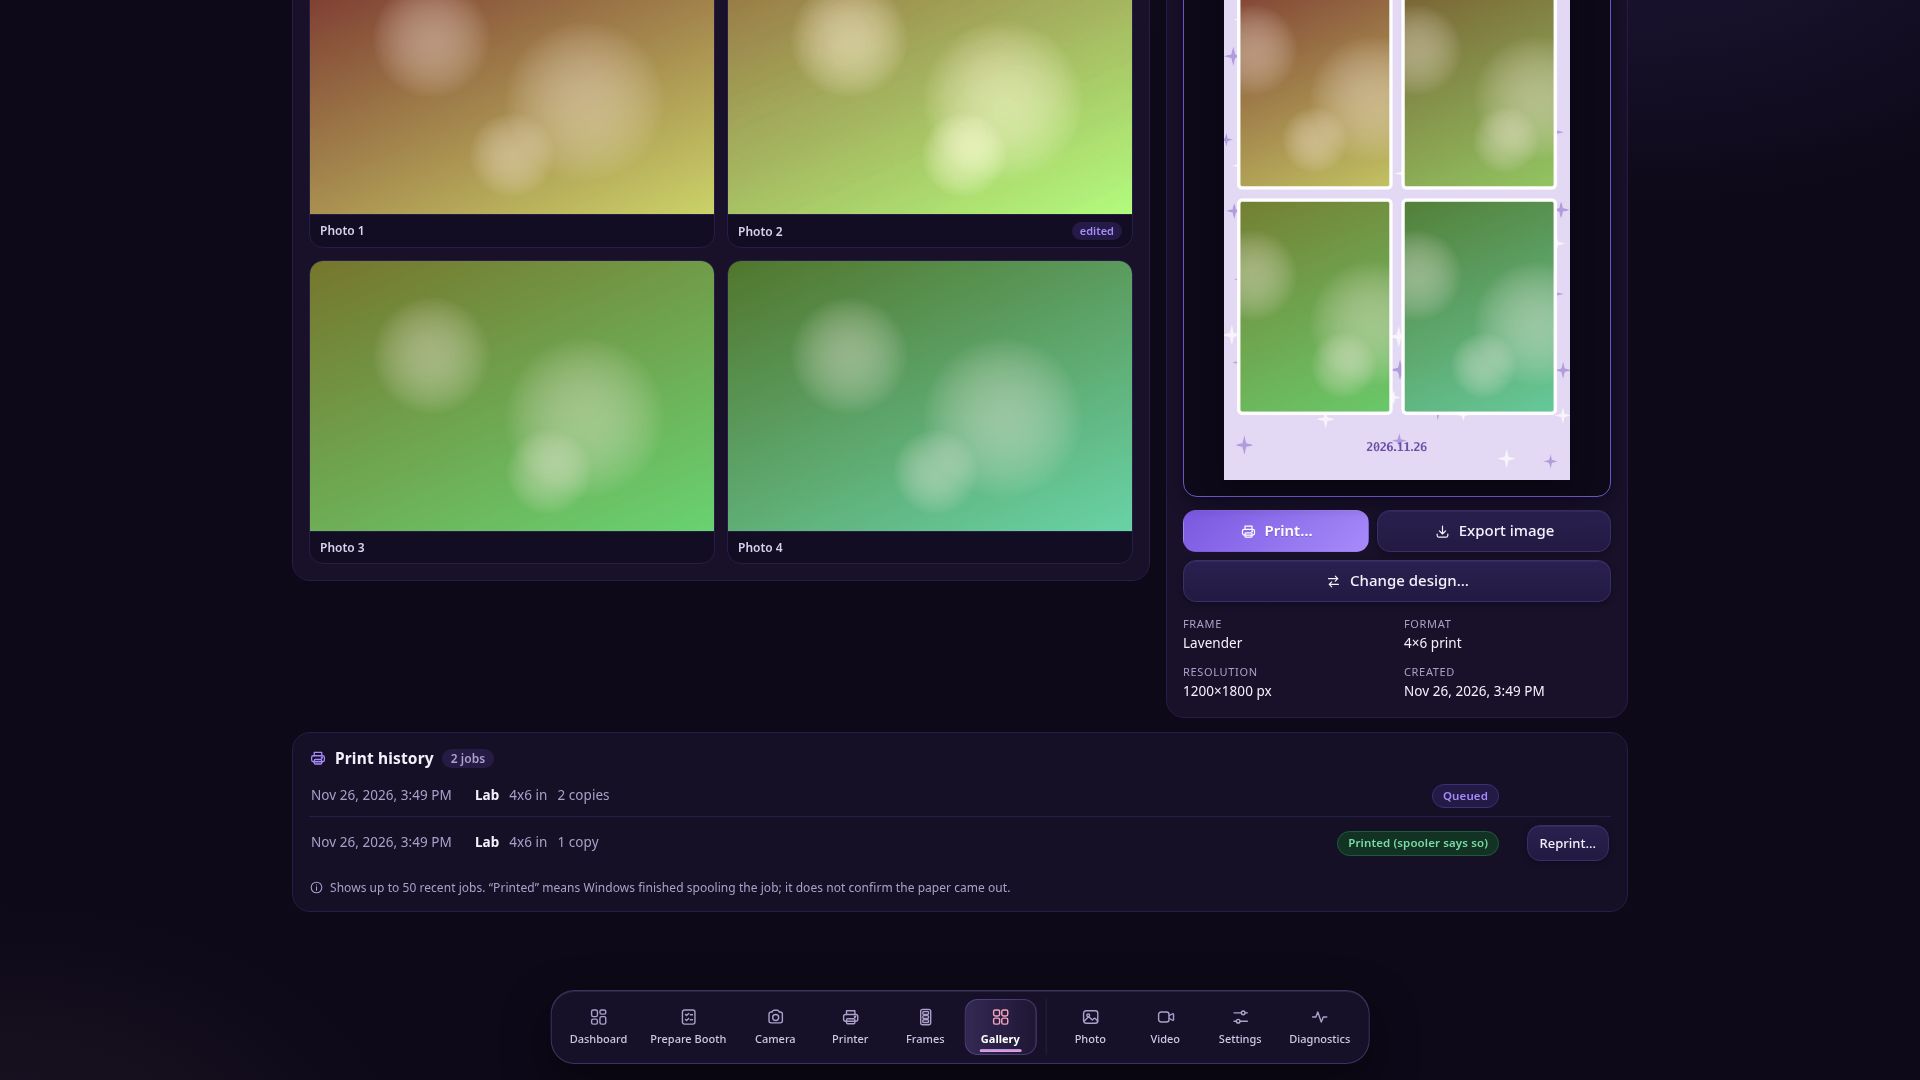 Photo 1
Photo 2
edited
Photo 3
Photo 4
2026.11.26
Print...
Export image
Change design...
FRAME
Lavender
FORMAT
4×6 print
RESOLUTION
1200×1800 px
CREATED
Nov 26, 2026, 3:49 PM
Print history
2 jobs
Nov 26, 2026, 3:49 PM Lab 4x6 in 2 copies
Queued
Nov 26, 2026, 3:49 PM Lab 4x6 in 1 copy
Printed (spooler says so)
Reprint...
Shows up to 50 recent jobs. “Printed” means Windows finished spooling the job; it does not confirm the paper came out.
Dashboard
Prepare Booth
Camera
Printer
Frames
Gallery
Photo
Video
Settings
Diagnostics